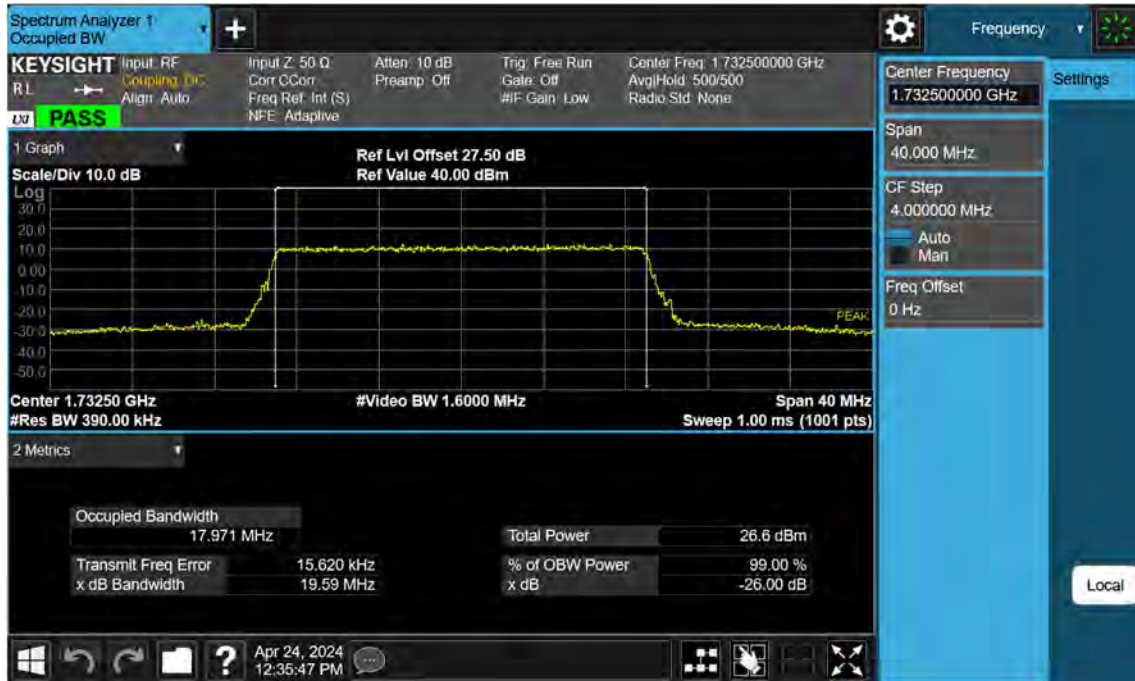 Spectrum Analyzer 1
Occupied BW
+
Frequency
KEYSIGHT
RL
LXI PASS
Input: RF
Coupling: DC
Align: Auto
Input Z: 50 Ω
Corr CCorr
Freq Ref: Int (S)
NFE: Adaptive
Atten: 10 dB
Preamp: Off
Trig: Free Run
Gate: Off
#IF Gain: Low
Center Freq: 1.732500000 GHz
Avg|Hold: 500/500
Radio Std: None
Center Frequency
1.732500000 GHz
Settings
Span
40.000 MHz
CF Step
4.000000 MHz
Auto
Man
Freq Offset
0 Hz
Local
1 Graph
Scale/Div 10.0 dB
Ref Lvl Offset 27.50 dB
Ref Value 40.00 dBm
Log
30.0
20.0
10.0
0.00
-10.0
-20.0
-30.0
-40.0
-50.0
PEAK
Center 1.73250 GHz
#Video BW 1.6000 MHz
Span 40 MHz
#Res BW 390.00 kHz
Sweep 1.00 ms (1001 pts)
2 Metrics
Occupied Bandwidth
17.971 MHz
Total Power 26.6 dBm
Transmit Freq Error 15.620 kHz
% of OBW Power 99.00 %
x dB Bandwidth 19.59 MHz
x dB -26.00 dB
?
Apr 24, 2024
12:35:47 PM